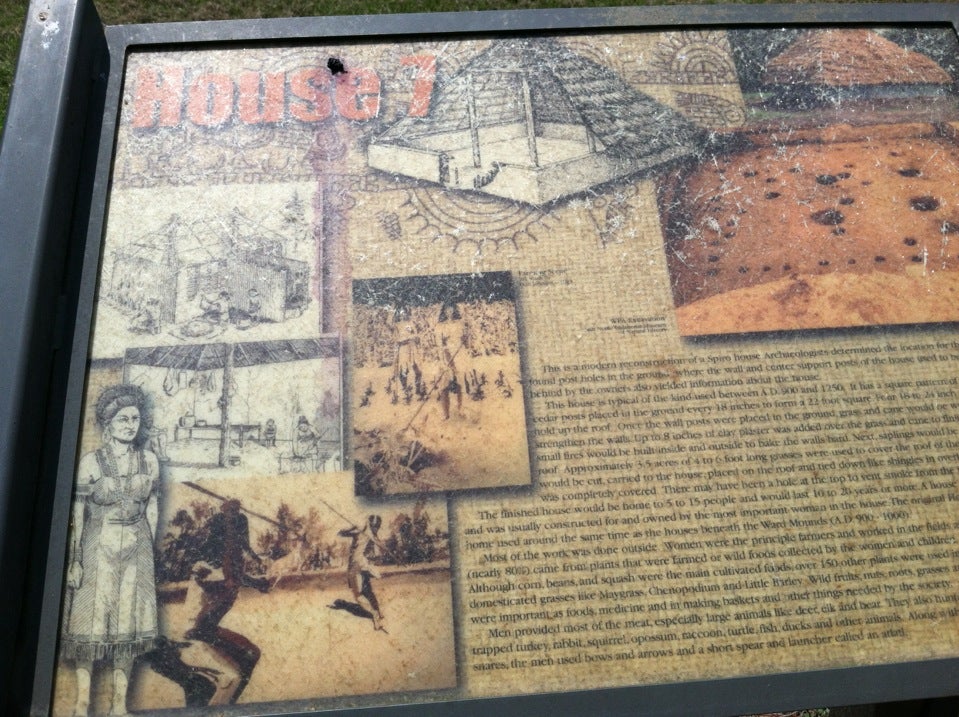 House 7
WPA Excavation
This is a modern reconstruction of a Spiro house. Archaeologists determined the location for
found post holes in the ground where the wall and center support posts of the house used to
behind by the owners also yielded information about the house.
This house is typical of the kind used between A.D. 900 and 1250. It has a square pattern of
cedar posts placed in the ground every 18 inches to form a 22 foot square. Four 18 to 24 inch
hold up the roof. Once the wall posts were placed in the ground, grass and cane would be
strengthen the walls. Up to 8 inches of clay plaster was added over the grass and cane to
small fires would be built inside and outside to bake the walls hard. Next, saplings would
roof. Approximately 3.5 acres of 4 to 6 foot long grasses were used to cover the roof of the
would be cut, carried to the house, placed on the roof and tied down like shingles in
was completely covered. There may have been a hole at the top to vent smoke from the
The finished house would be home to 5 to 15 people and would last 10 to 20 years or more. A house
and was usually constructed for and owned by the most important woman in the house. The
home used around the same time as the houses beneath the Ward Mounds (A.D. 900 - 1000).
Most of the work was done outside. Women were the principle farmers and worked in the fields
(nearly 80%) came from plants that were farmed or wild foods collected by the women and children.
Although corn, beans, and squash were the main cultivated foods, over 150 other plants were used
domesticated grasses like Maygrass, Chenopodium and Little Barley. Wild fruits, nuts, roots, grasses
were important as foods, medicine and in making baskets and other things needed by the society.
Men provided most of the meat, especially large animals like deer, elk and bear. They also
trapped turkey, rabbit, squirrel, opossum, raccoon, turtle, fish, ducks and other animals. Along
snares, the men used bows and arrows and a short spear and launcher called an atlatl.